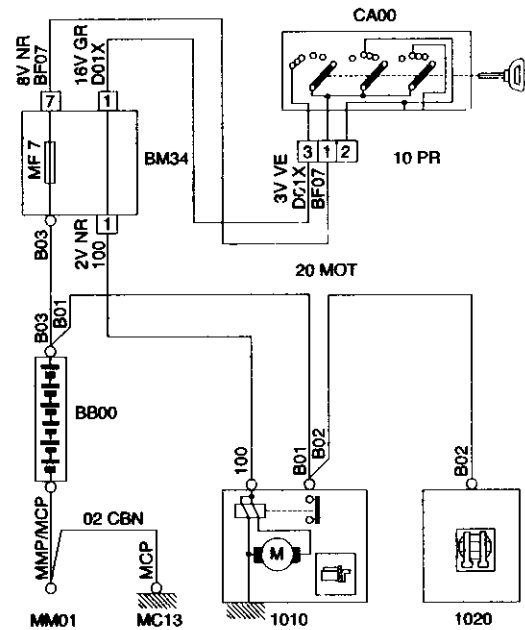 CA00
8V NR
BF07
16V GR
D01X
7
1
MF 7
BM34
3
1
2
10 PR
3V VE
D01X
BF07
1
B03
2V NR
100
20 MOT
B03
B01
BB00
100
B01
B02
B02
MMP/MCP
02 CBN
MCP
M
MM01
MC13
1010
1020